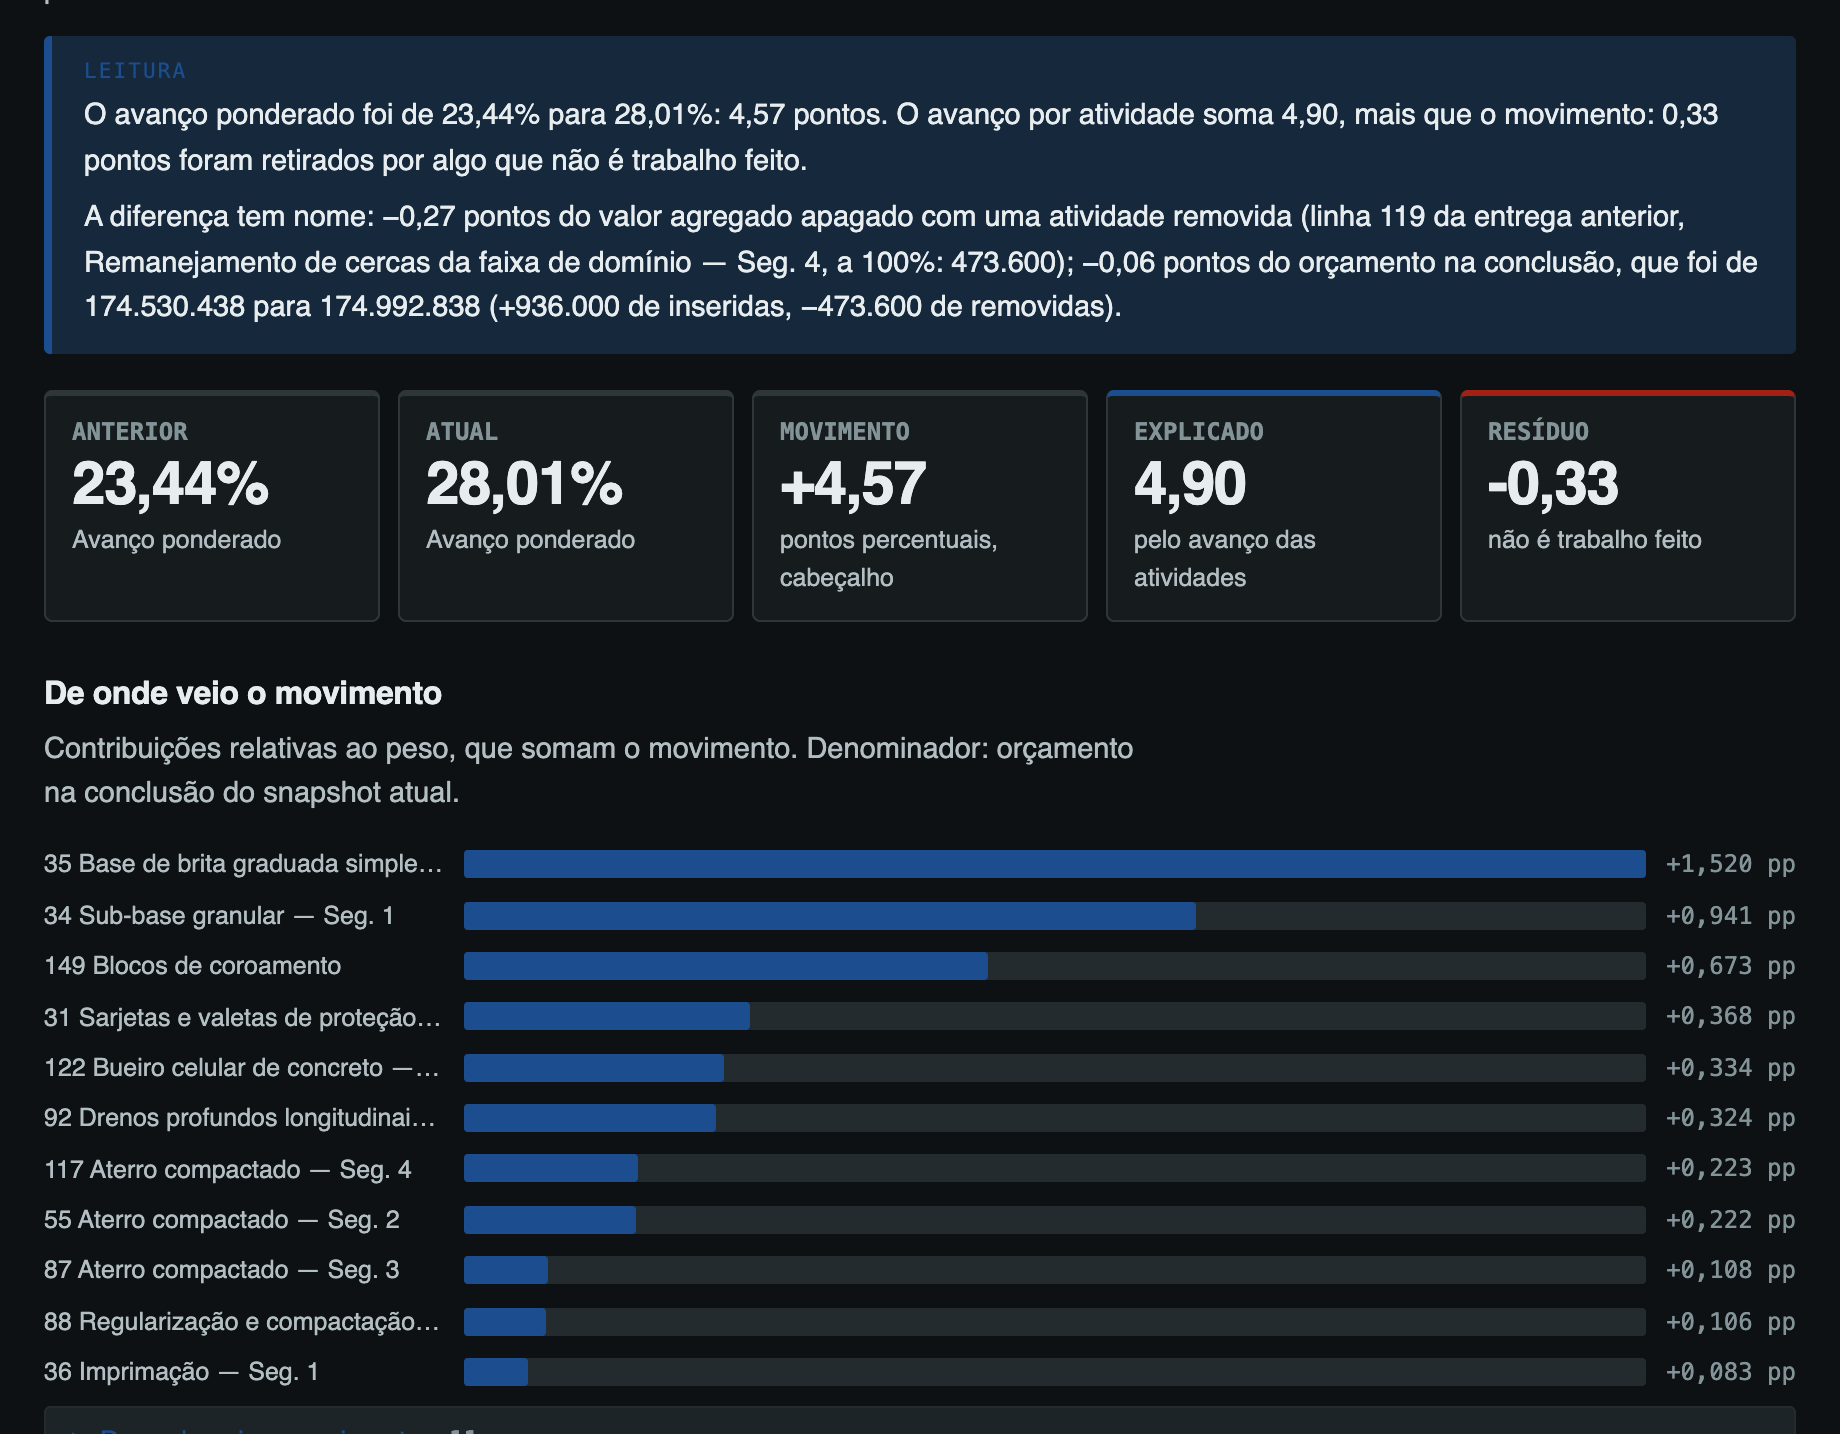 LEITURA
O avanço ponderado foi de 23,44% para 28,01%: 4,57 pontos. O avanço por atividade soma 4,90, mais que o movimento: 0,33
pontos foram retirados por algo que não é trabalho feito.
A diferença tem nome: −0,27 pontos do valor agregado apagado com uma atividade removida (linha 119 da entrega anterior,
Remanejamento de cercas da faixa de domínio — Seg. 4, a 100%: 473.600); −0,06 pontos do orçamento na conclusão, que foi de
174.530.438 para 174.992.838 (+936.000 de inseridas, −473.600 de removidas).
ANTERIOR
23,44%
Avanço ponderado
ATUAL
28,01%
Avanço ponderado
MOVIMENTO
+4,57
pontos percentuais,
cabeçalho
EXPLICADO
4,90
pelo avanço das
atividades
RESÍDUO
-0,33
não é trabalho feito
De onde veio o movimento
Contribuições relativas ao peso, que somam o movimento. Denominador: orçamento
na conclusão do snapshot atual.
35 Base de brita graduada simple… +1,520 pp
34 Sub-base granular — Seg. 1 +0,941 pp
149 Blocos de coroamento +0,673 pp
31 Sarjetas e valetas de proteção… +0,368 pp
122 Bueiro celular de concreto —… +0,334 pp
92 Drenos profundos longitudinai… +0,324 pp
117 Aterro compactado — Seg. 4 +0,223 pp
55 Aterro compactado — Seg. 2 +0,222 pp
87 Aterro compactado — Seg. 3 +0,108 pp
88 Regularização e compactação… +0,106 pp
36 Imprimação — Seg. 1 +0,083 pp